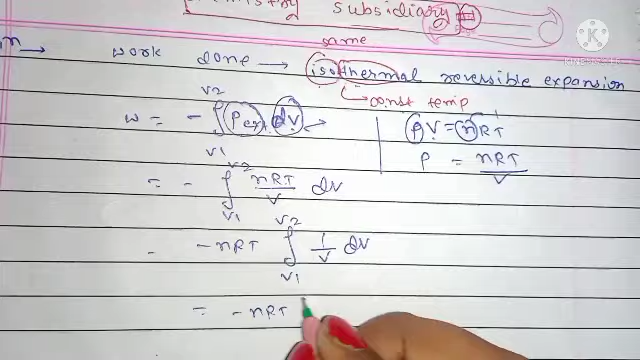 subsidiary
same
work done → isothermal reversible expansion
↳ const temp
w = - ∫ V1 V2 Pex. dV →
PV = nRT
P = nRT/V
= - ∫ V1 V2 nRT/V dV
- -nRT ∫ V1 V2 1/V dV
= -nRT